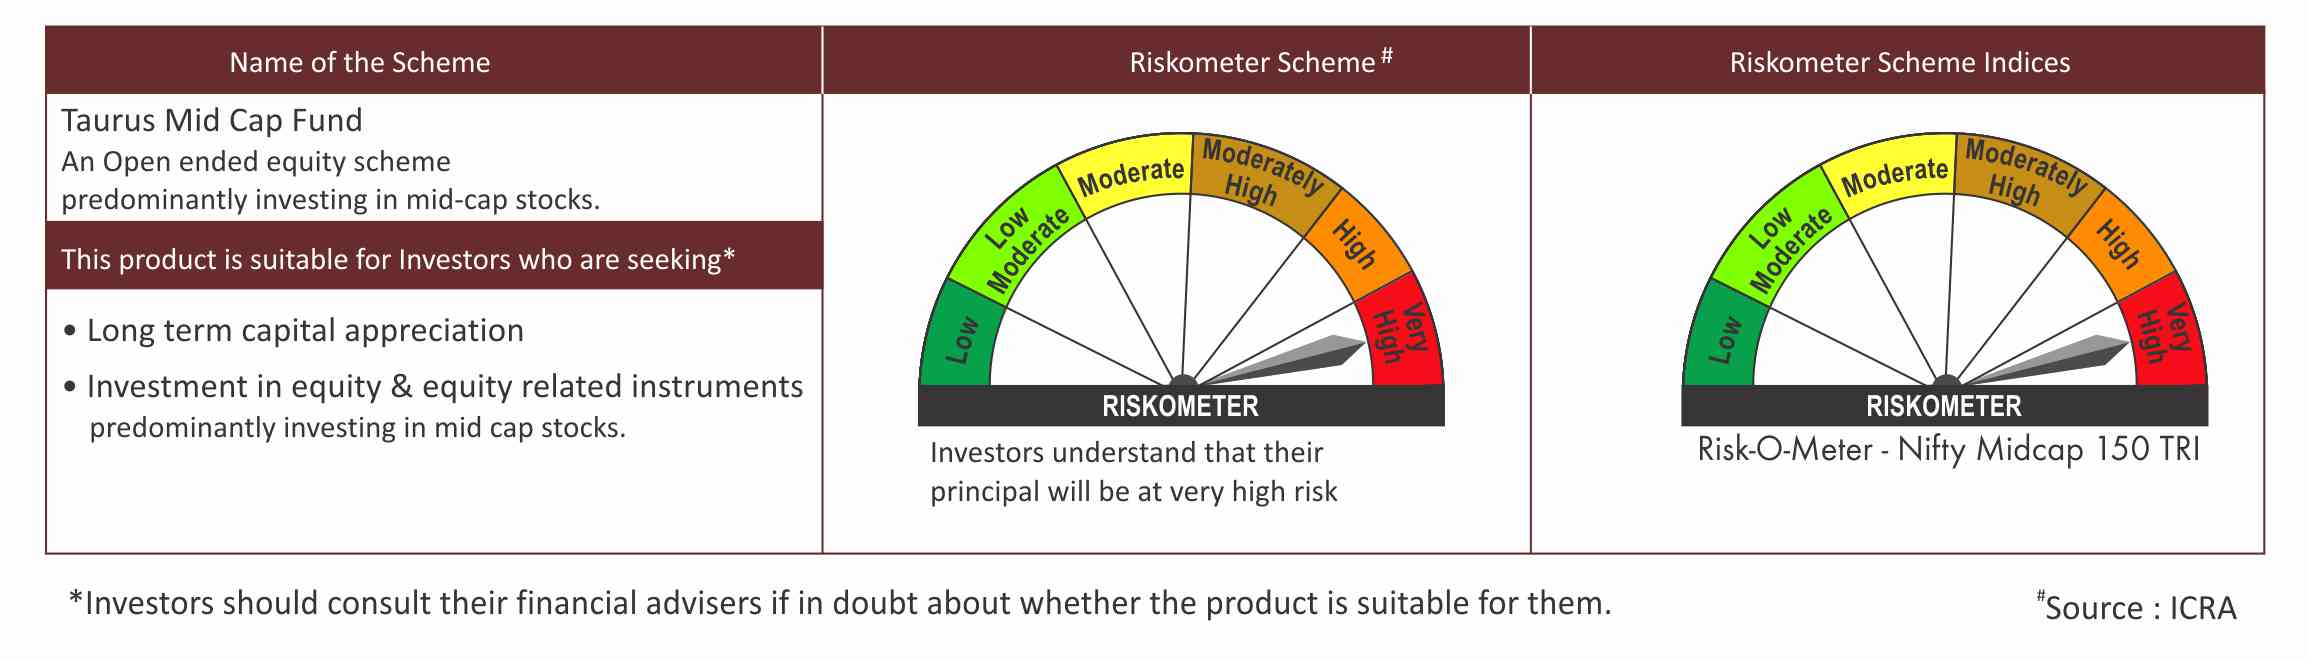 Name of the Scheme
Riskometer Scheme #
Riskometer Scheme Indices
Taurus Mid Cap Fund
An Open ended equity scheme
predominantly investing in mid-cap stocks.
This product is suitable for Investors who are seeking*
• Long term capital appreciation
• Investment in equity & equity related instruments
predominantly investing in mid cap stocks.
Low
Low
Moderate
Moderate
Moderately
High
High
Very
High
RISKOMETER
Investors understand that their
principal will be at very high risk
Low
Low
Moderate
Moderate
Moderately
High
High
Very
High
RISKOMETER
Risk-O-Meter - Nifty Midcap 150 TRI
*Investors should consult their financial advisers if in doubt about whether the product is suitable for them.
#Source : ICRA